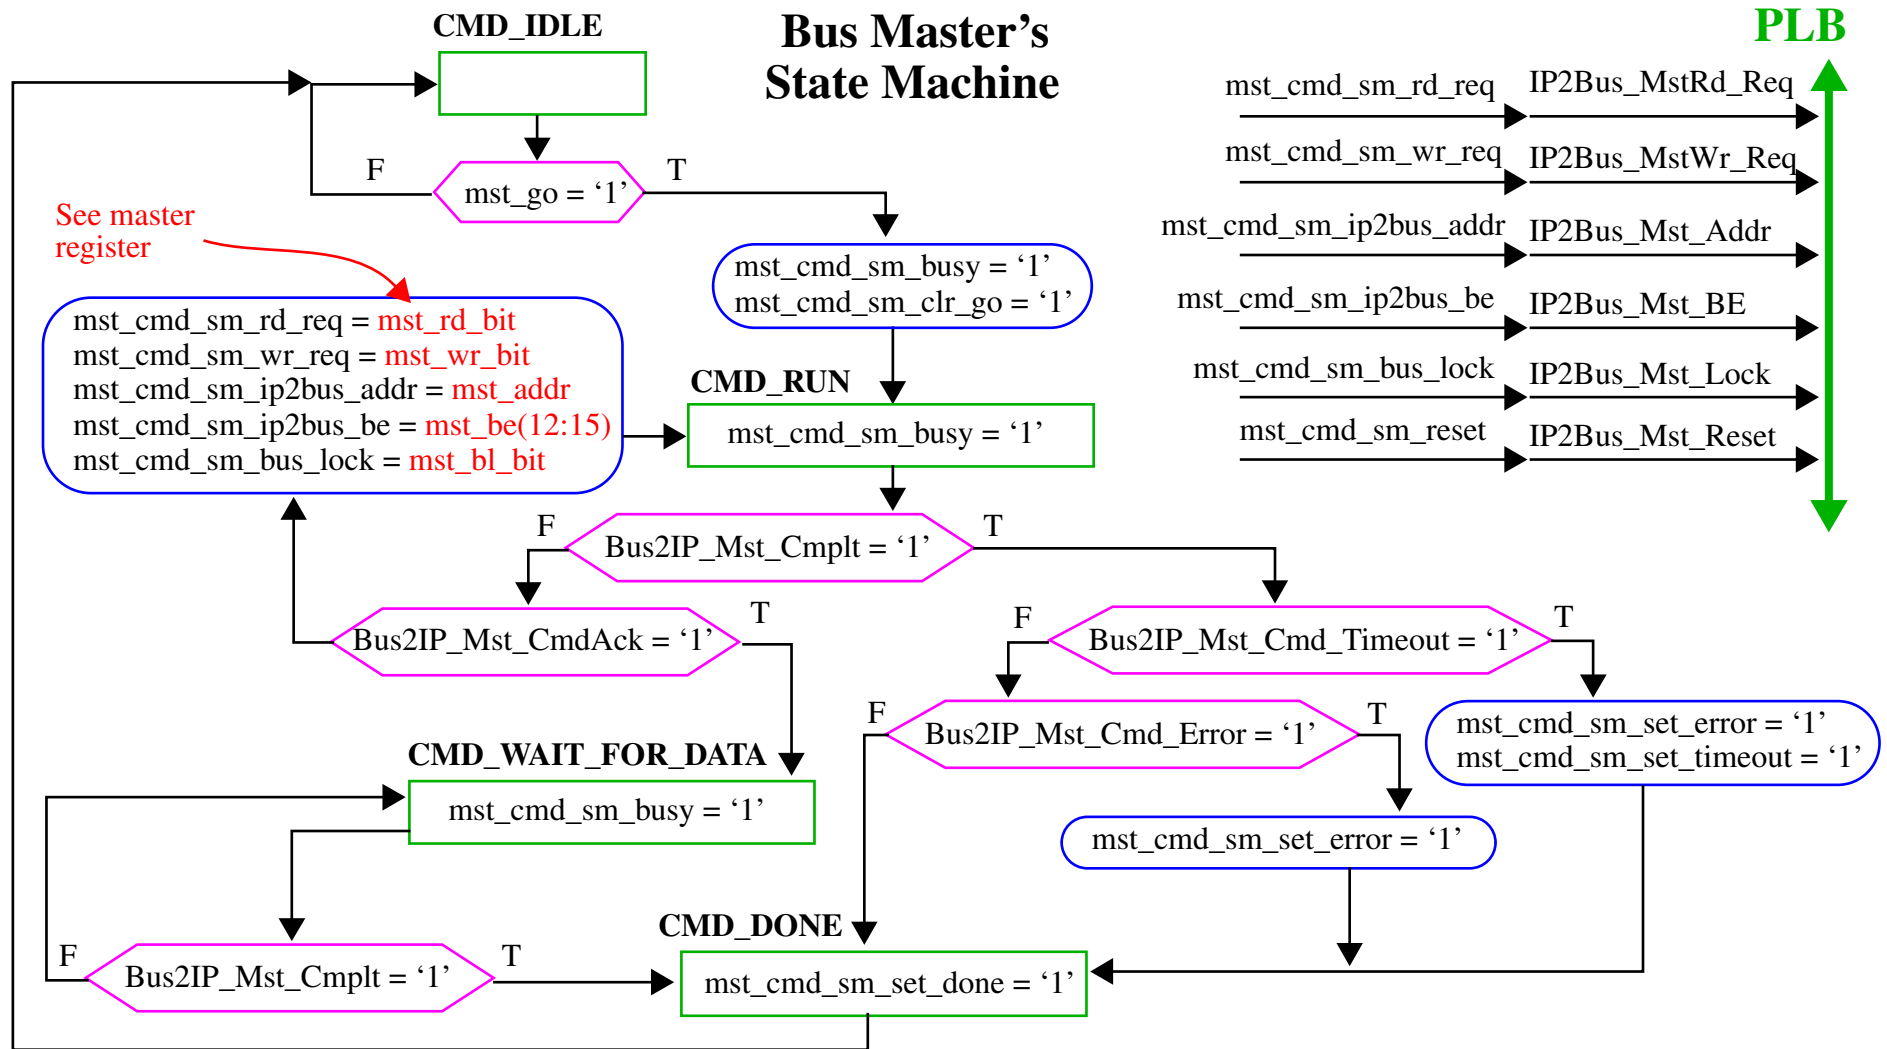 CMD_IDLE
Bus Master’s
State Machine
PLB
mst_cmd_sm_rd_req
IP2Bus_MstRd_Req
mst_cmd_sm_wr_req
IP2Bus_MstWr_Req
mst_cmd_sm_ip2bus_addr
IP2Bus_Mst_Addr
mst_cmd_sm_ip2bus_be
IP2Bus_Mst_BE
mst_cmd_sm_bus_lock
IP2Bus_Mst_Lock
mst_cmd_sm_reset
IP2Bus_Mst_Reset
F
T
mst_go = ‘1’
See master
register
mst_cmd_sm_busy = ‘1’
mst_cmd_sm_clr_go = ‘1’
mst_cmd_sm_rd_req = mst_rd_bit
mst_cmd_sm_wr_req = mst_wr_bit
mst_cmd_sm_ip2bus_addr = mst_addr
mst_cmd_sm_ip2bus_be = mst_be(12:15)
mst_cmd_sm_bus_lock = mst_bl_bit
CMD_RUN
mst_cmd_sm_busy = ‘1’
F
T
Bus2IP_Mst_Cmplt = ‘1’
T
Bus2IP_Mst_CmdAck = ‘1’
F
T
Bus2IP_Mst_Cmd_Timeout = ‘1’
F
T
Bus2IP_Mst_Cmd_Error = ‘1’
mst_cmd_sm_set_error = ‘1’
mst_cmd_sm_set_timeout = ‘1’
CMD_WAIT_FOR_DATA
mst_cmd_sm_busy = ‘1’
mst_cmd_sm_set_error = ‘1’
CMD_DONE
F
T
Bus2IP_Mst_Cmplt = ‘1’
mst_cmd_sm_set_done = ‘1’